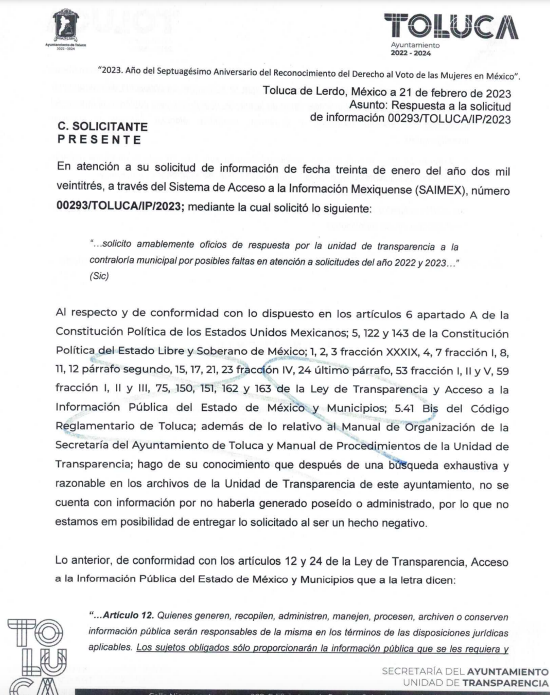 TOLUCA
Ayuntamiento de Toluca
2022 - 2024
Ayuntamiento
2022 - 2024
"2023. Año del Septuagésimo Aniversario del Reconocimiento del Derecho al Voto de las Mujeres en México".
Toluca de Lerdo, México a 21 de febrero de 2023
Asunto: Respuesta a la solicitud
de información 00293/TOLUCA/IP/2023
C. SOLICITANTE
P R E S E N T E
En atención a su solicitud de información de fecha treinta de enero del año dos mil
veintitrés, a través del Sistema de Acceso a la Información Mexiquense (SAIMEX), número
00293/TOLUCA/IP/2023; mediante la cual solicitó lo siguiente:
"...solicito amablemente oficios de respuesta por la unidad de transparencia a la
contraloría municipal por posibles faltas en atención a solicitudes del año 2022 y 2023..."
(Sic)
Al respecto y de conformidad con lo dispuesto en los artículos 6 apartado A de la
Constitución Política de los Estados Unidos Mexicanos; 5, 122 y 143 de la Constitución
Política del Estado Libre y Soberano de México; 1, 2, 3 fracción XXXIX, 4, 7 fracción I, 8,
11, 12 párrafo segundo, 15, 17, 21, 23 fracción IV, 24 último párrafo, 53 fracción I, II y V, 59
fracción I, II y III, 75, 150, 151, 162 y 163 de la Ley de Transparencia y Acceso a la
Información Pública del Estado de México y Municipios; 5.41 Bis del Código
Reglamentario de Toluca; además de lo relativo al Manual de Organización de la
Secretaría del Ayuntamiento de Toluca y Manual de Procedimientos de la Unidad de
Transparencia; hago de su conocimiento que después de una búsqueda exhaustiva y
razonable en los archivos de la Unidad de Transparencia de este ayuntamiento, no se
cuenta con información por no haberla generado poseído o administrado, por lo que no
estamos em posibilidad de entregar lo solicitado al ser un hecho negativo.
Lo anterior, de conformidad con los artículos 12 y 24 de la Ley de Transparencia, Acceso
a la Información Pública del Estado de México y Municipios que a la letra dicen:
"...Artículo 12. Quienes generen, recopilen, administren, manejen, procesen, archiven o conserven
información pública serán responsables de la misma en los términos de las disposiciones jurídicas
aplicables. Los sujetos obligados sólo proporcionarán la información pública que se les requiera y
TO
LU
CA
SECRETARÍA DEL AYUNTAMIENTO
UNIDAD DE TRANSPARENCIA